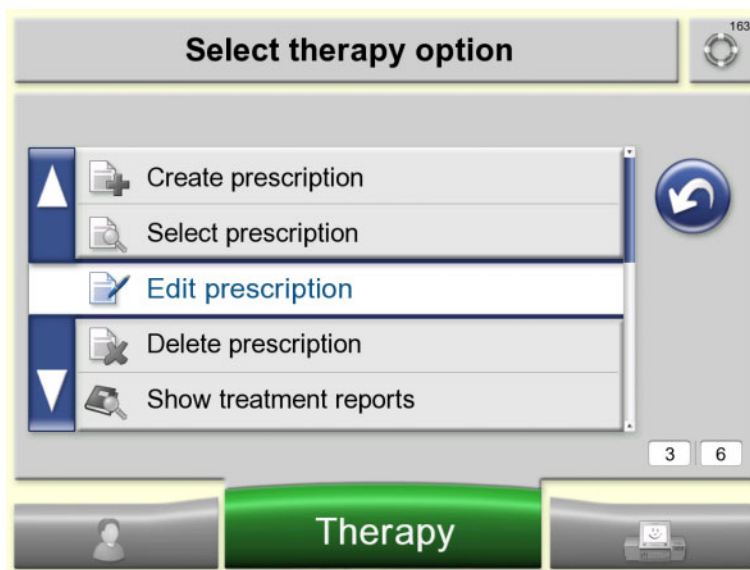 Select therapy option
163
Create prescription
Select prescription
Edit prescription
Delete prescription
Show treatment reports
3 6
Therapy